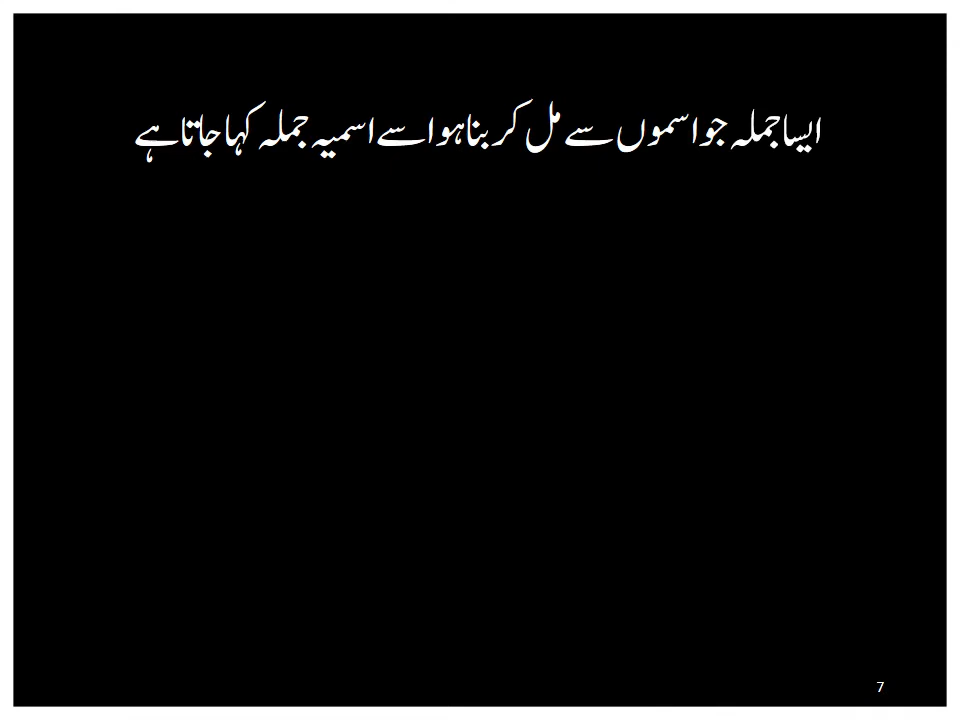 ایسا جملہ جو اسموں سے مل کر بنا ہو اسے اسمیہ جملہ کہا جاتا ہے
7